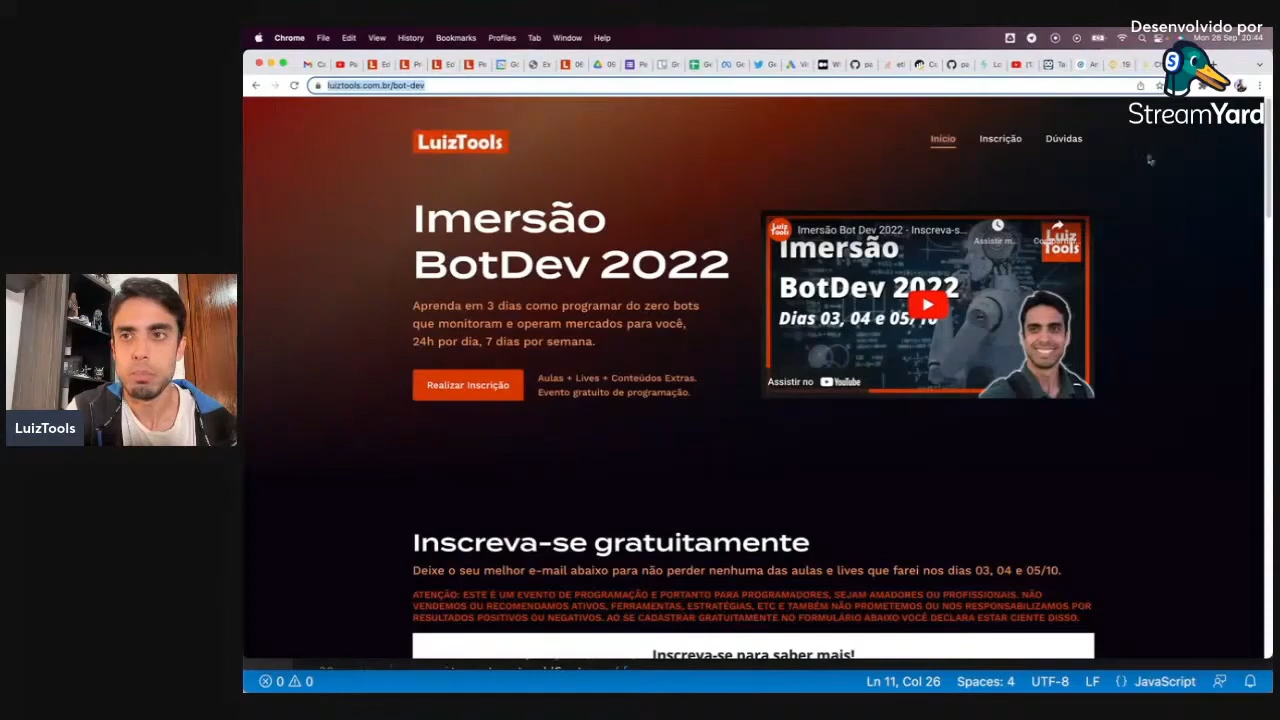 Desenvolvido por
StreamYard
Chrome File Edit View History Bookmarks Profiles Tab Window Help
Mon 26 Sep 20:44
luiztools.com.br/bot-dev
LuizTools
Início Inscrição Dúvidas
Imersão
BotDev 2022
Aprenda em 3 dias como programar do zero bots
que monitoram e operam mercados para você,
24h por dia, 7 dias por semana.
Realizar Inscrição
Aulas + Lives + Conteúdos Extras.
Evento gratuito de programação.
Imersão Bot Dev 2022 - Inscreva-s...
Assistir m...
Luiz
Tools
Imersão
BotDev 2022
Dias 03, 04 e 05/10
Assistir no YouTube
LuizTools
Inscreva-se gratuitamente
Deixe o seu melhor e-mail abaixo para não perder nenhuma das aulas e lives que farei nos dias 03, 04 e 05/10.
ATENÇÃO: ESTE É UM EVENTO DE PROGRAMAÇÃO E PORTANTO PARA PROGRAMADORES, SEJAM AMADORES OU PROFISSIONAIS. NÃO
VENDEMOS OU RECOMENDAMOS ATIVOS, FERRAMENTAS, ESTRATÉGIAS, ETC E TAMBÉM NÃO PROMETEMOS OU NOS RESPONSABILIZAMOS POR
RESULTADOS POSITIVOS OU NEGATIVOS. AO SE CADASTRAR GRATUITAMENTE NO FORMULÁRIO ABAIXO VOCÊ DECLARA ESTAR CIENTE DISSO.
Inscreva-se para saber mais!
0 0 Ln 11, Col 26 Spaces: 4 UTF-8 LF {} JavaScript